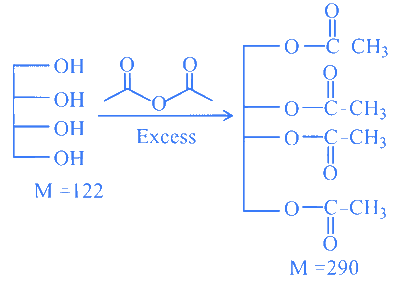 OH
OH
OH
OH
M =122
O
O
O
Excess
O
O–C CH₃
O
O–C–CH₃
O–C–CH₃
O
O–C–CH₃
O
M =290